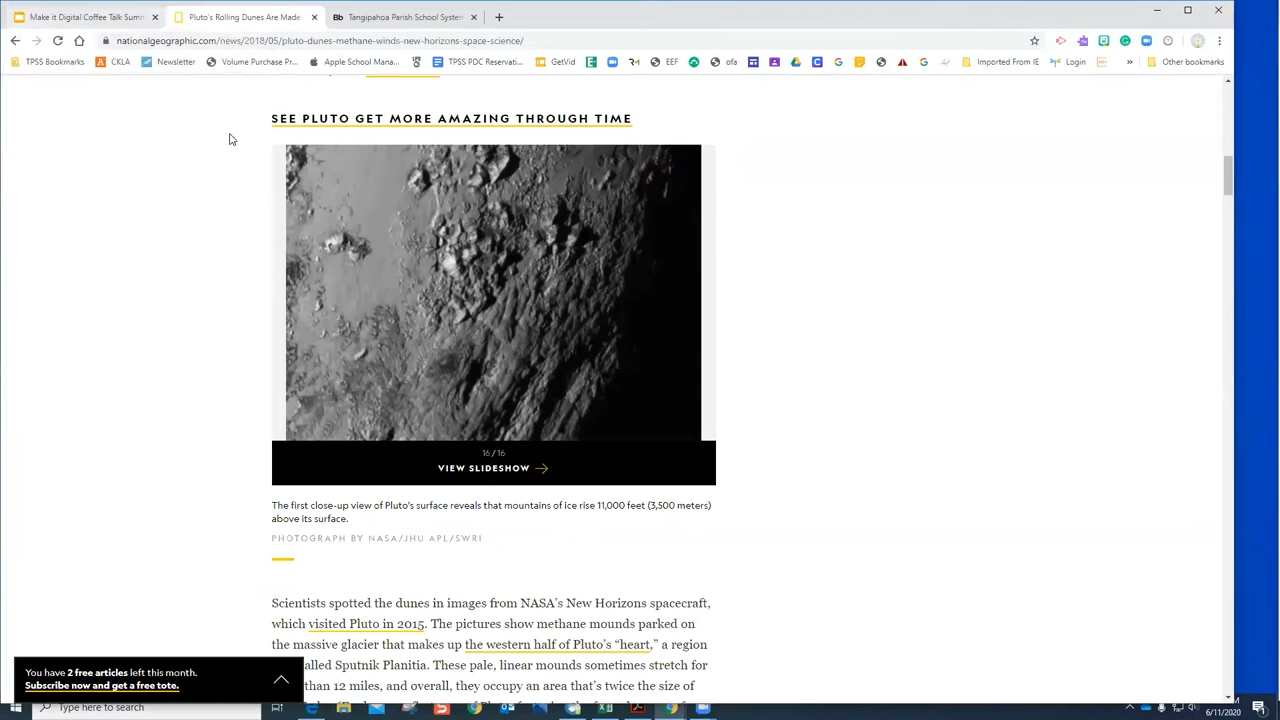 Make it Digital Coffee Talk Summ
Pluto's Rolling Dunes Are Made
Bb Tangipahoa Parish School System
nationalgeographic.com/news/2018/05/pluto-dunes-methane-winds-new-horizons-space-science/
TPSS Bookmarks
CKLA
Newsletter
Volume Purchase Pr...
Apple School Mana...
TPSS PDC Reservati...
GetVid
EEF
ofa
Imported From IE
Login
Other bookmarks
SEE PLUTO GET MORE AMAZING THROUGH TIME
16/16
VIEW SLIDESHOW
The first close-up view of Pluto's surface reveals that mountains of ice rise 11,000 feet (3,500 meters)
above its surface.
PHOTOGRAPH BY NASA/JHU APL/SWRI
Scientists spotted the dunes in images from NASA's New Horizons spacecraft,
which visited Pluto in 2015. The pictures show methane mounds parked on
the massive glacier that makes up the western half of Pluto's “heart,” a region
alled Sputnik Planitia. These pale, linear mounds sometimes stretch for
than 12 miles, and overall, they occupy an area that's twice the size of
You have 2 free articles left this month.
Subscribe now and get a free tote.
Type here to search
6/11/2020